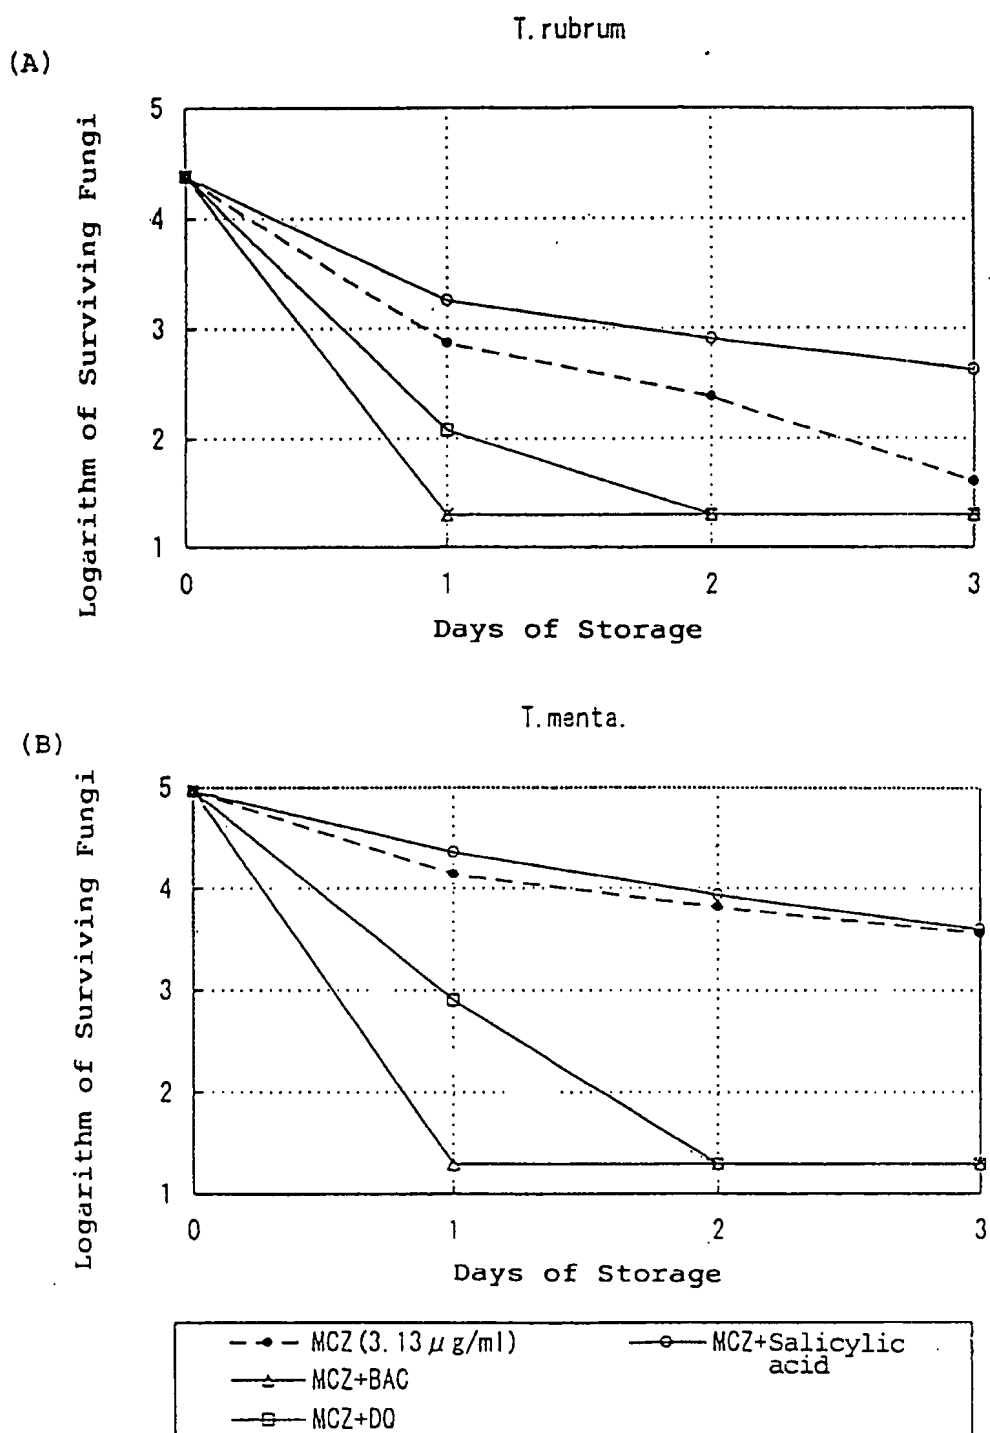 T.rubrum
(A)
Logarithm of Surviving Fungi
5
4
3
2
1
0 1 2 3
Days of Storage
T.menta.
(B)
Logarithm of Surviving Fungi
5
4
3
2
1
0 1 2 3
Days of Storage
MCZ(3.13μg/ml)
MCZ+Salicylic
acid
MCZ+BAC
MCZ+DQ